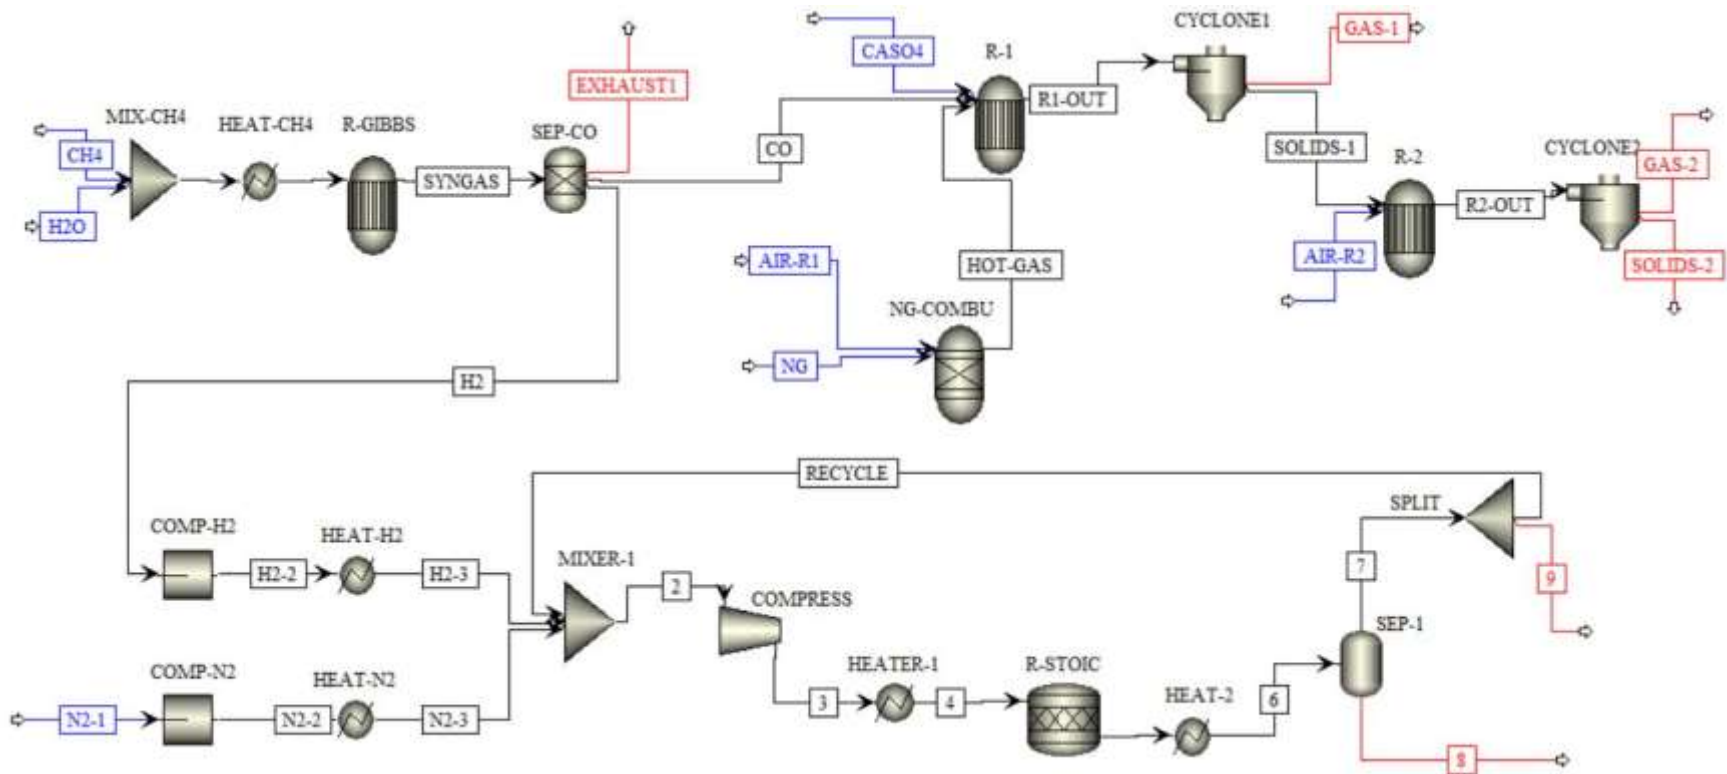 CYCLONE1
GAS-1
CASO4
R-1
EXHAUST1
R1-OUT
MIX-CH4
HEAT-CH4
R-GIBBS
SEP-CO
CH4
SYNGAS
CO
SOLIDS-1
R-2
CYCLONE2
GAS-2
H2O
R2-OUT
AIR-R1
HOT-GAS
AIR-R2
SOLIDS-2
NG-COMBU
NG
H2
RECYCLE
SPLIT
COMP-H2
HEAT-H2
MIXER-1
H2-2
H2-3
2
COMPRESS
7
9
SEP-1
COMP-N2
HEAT-N2
HEATER-1
R-STOIC
HEAT-2
N2-1
N2-2
N2-3
3
4
6
8